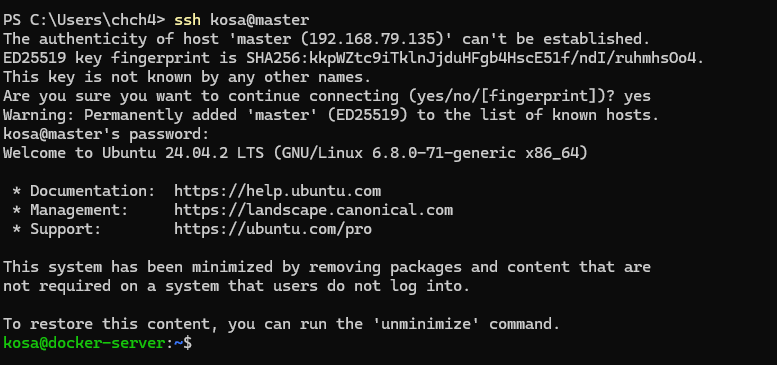 PS C:\Users\chch4> ssh kosa@master
The authenticity of host 'master (192.168.79.135)' can't be established.
ED25519 key fingerprint is SHA256:kkpWZtc9iTklnJjduHFgb4HscE51f/ndI/ruhmhsOo4.
This key is not known by any other names.
Are you sure you want to continue connecting (yes/no/[fingerprint])? yes
Warning: Permanently added 'master' (ED25519) to the list of known hosts.
kosa@master's password:
Welcome to Ubuntu 24.04.2 LTS (GNU/Linux 6.8.0-71-generic x86_64)

 * Documentation:  https://help.ubuntu.com
 * Management:     https://landscape.canonical.com
 * Support:        https://ubuntu.com/pro

This system has been minimized by removing packages and content that are
not required on a system that users do not log into.

To restore this content, you can run the 'unminimize' command.
kosa@docker-server:~$